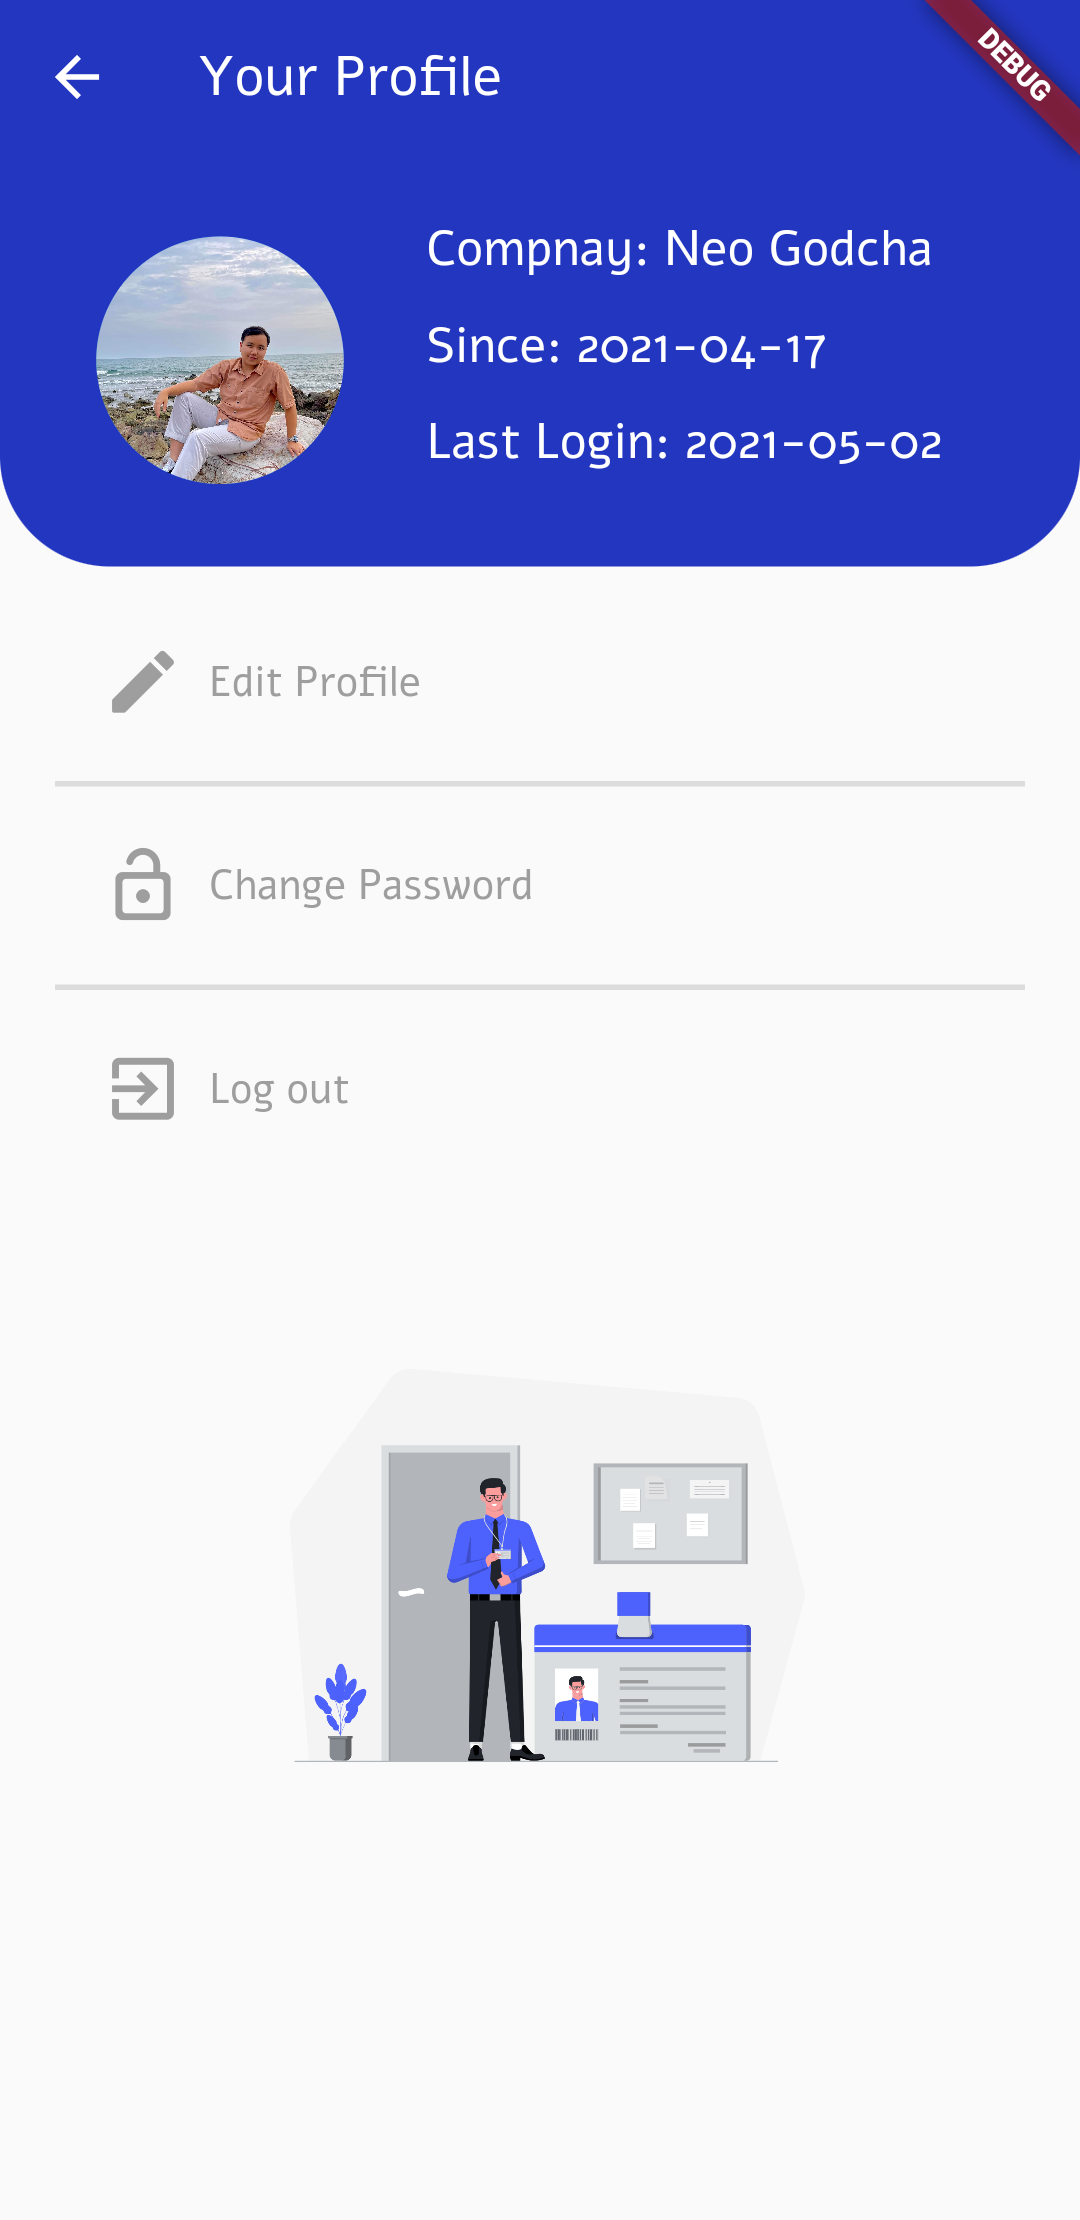 Your Profile
DEBUG
Compnay: Neo Godcha
Since: 2021-04-17
Last Login: 2021-05-02
Edit Profile
Change Password
Log out